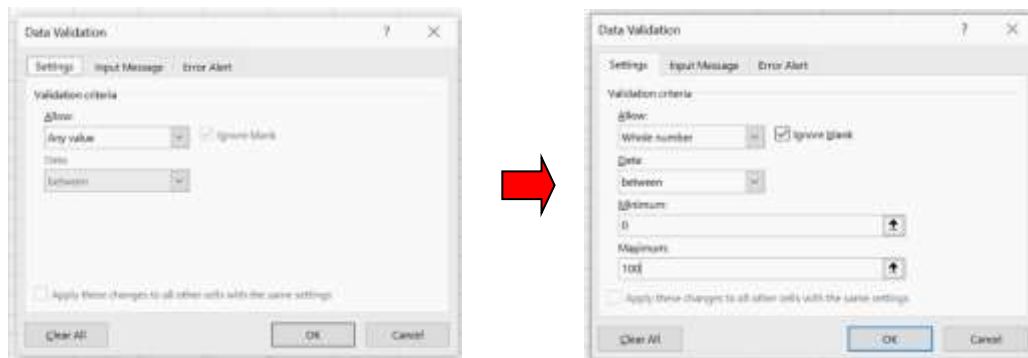 Data Validation ?
Settings Input Message Error Alert
Validation criteria
Allow:
Any value Ignore blank
Data:
between
Apply these changes to all other cells with the same settings
Clear All OK Cancel
Data Validation ?
Settings Input Message Error Alert
Validation criteria
Allow:
Whole number Ignore blank
Data:
between
Minimum:
0
Maximum:
100
Apply these changes to all other cells with the same settings
Clear All OK Cancel